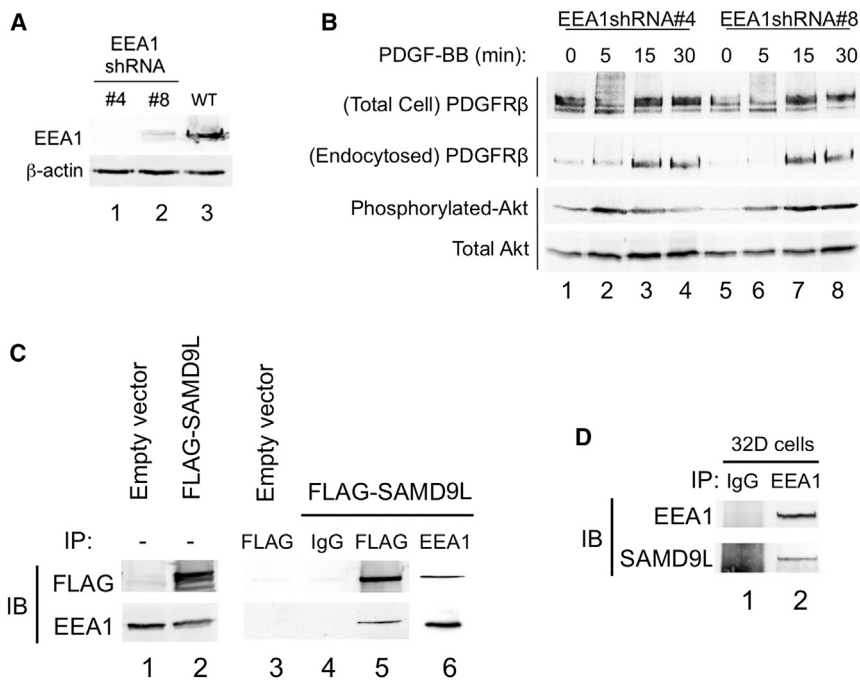 A
EEA1
shRNA
#4 #8 WT
EEA1
β-actin
1 2 3
B
EEA1shRNA#4 EEA1shRNA#8
PDGF-BB (min): 0 5 15 30 0 5 15 30
(Total Cell) PDGFRβ
(Endocytosed) PDGFRβ
Phosphorylated-Akt
Total Akt
1 2 3 4 5 6 7 8
C
Empty vector
FLAG-SAMD9L
Empty vector
FLAG-SAMD9L
IP: - - FLAG IgG FLAG EEA1
IB
FLAG
EEA1
1 2 3 4 5 6
D
32D cells
IP: IgG EEA1
IB
EEA1
SAMD9L
1 2